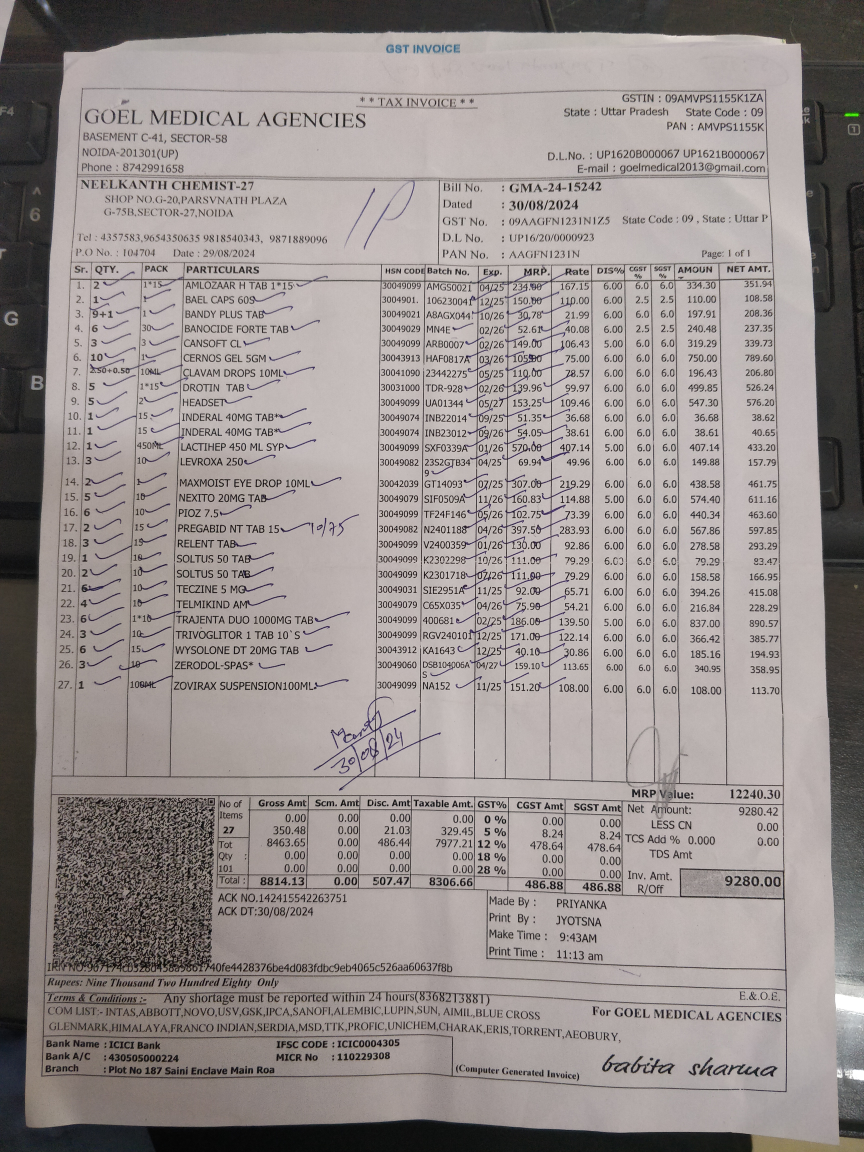 GST INVOICE
** TAX INVOICE **
GSTIN : 09AMVPS1155K1ZA
GOEL MEDICAL AGENCIES
State : Uttar Pradesh State Code : 09
BASEMENT C-41, SECTOR-58
PAN : AMVPS1155K
NOIDA-201301(UP)
D.L.No. : UP1620B000067 UP1621B000067
Phone : 8742991658
E-mail : goelmedical2013@gmail.com
NEELKANTH CHEMIST-27
SHOP NO.G-20,PARSVNATH PLAZA
G-75B,SECTOR-27,NOIDA
Tel : 4357583,9654350635 9818540343, 9871889096
P.O No. : 104704 Date : 29/08/2024
IP
Bill No. : GMA-24-15242
Dated : 30/08/2024
GST No. : 09AAGFN1231N1Z5 State Code : 09 , State : Uttar P
D.L No. : UP16/20/0000923
PAN No. : AAGFN1231N Page: 1 of 1
Sr. QTY. PACK PARTICULARS HSN CODE Batch No. Exp. MRP. Rate DIS% CGST % SGST % AMOUN NET AMT.
1. 2 1*15 AMLOZAAR H TAB 1*15 30049099 AMGS0021 04/25 234.00 167.15 6.00 6.0 6.0 334.30 351.94
2. 1 1 BAEL CAPS 60S 3004901. 10623004 12/25 150.00 110.00 6.00 2.5 2.5 110.00 108.58
3. 9+1 1 BANDY PLUS TAB 30049021 A8AGX044 10/26 30.78 21.99 6.00 6.0 6.0 197.91 208.36
4. 6 30 BANOCIDE FORTE TAB 30049029 MN4E 02/26 52.61 40.08 6.00 2.5 2.5 240.48 237.35
5. 3 3 CANSOFT CL 30049099 ARB0007 02/26 149.00 106.43 5.00 6.0 6.0 319.29 339.73
6. 10 1 CERNOS GEL 5GM 30043913 HAF0817A 03/26 105.00 75.00 6.00 6.0 6.0 750.00 789.60
7. 2.50+0.50 10ML CLAVAM DROPS 10ML 30041090 23442275 05/25 110.00 78.57 6.00 6.0 6.0 196.43 206.80
8. 5 1*15 DROTIN TAB 30031000 TDR-928 02/26 139.96 99.97 6.00 6.0 6.0 499.85 526.24
9. 5 2 HEADSET 30049099 UA01344 05/27 153.25 109.46 6.00 6.0 6.0 547.30 576.20
10. 1 15 INDERAL 40MG TAB* 30049074 INB22014 09/25 51.35 36.68 6.00 6.0 6.0 36.68 38.62
11. 1 15 INDERAL 40MG TAB* 30049074 INB23012 09/26 54.05 38.61 6.00 6.0 6.0 38.61 40.65
12. 1 450ML LACTIHEP 450 ML SYP 30049099 SXF0339A 01/26 570.00 407.14 5.00 6.0 6.0 407.14 433.20
13. 3 10 LEVROXA 250 30049082 23S2GTB34 9 04/25 69.94 49.96 6.00 6.0 6.0 149.88 157.79
14. 2 1 MAXMOIST EYE DROP 10ML 30042039 GT14093 07/25 307.00 219.29 6.00 6.0 6.0 438.58 461.75
15. 5 10 NEXITO 20MG TAB 30049079 SIF0509A 11/26 160.83 114.88 5.00 6.0 6.0 574.40 611.16
16. 6 10 PIOZ 7.5 30049099 TF24F146 05/26 102.75 73.39 6.00 6.0 6.0 440.34 463.60
17. 2 15 PREGABID NT TAB 15 10/75 30049082 N2401188 04/26 397.50 283.93 6.00 6.0 6.0 567.86 597.85
18. 3 15 RELENT TAB 30049099 V2400359 01/26 130.00 92.86 6.00 6.0 6.0 278.58 293.29
19. 1 10 SOLTUS 50 TAB 30049099 K2302298 10/26 111.00 79.29 6.00 6.0 6.0 79.29 83.47
20. 2 10 SOLTUS 50 TAB 30049099 K2301718 07/26 111.00 79.29 6.00 6.0 6.0 158.58 166.95
21. 6 10 TECZINE 5 MG 30049031 SIE2951A 11/25 92.00 65.71 6.00 6.0 6.0 394.26 415.08
22. 4 10 TELMIKIND AM 30049079 C65X035 04/26 75.90 54.21 6.00 6.0 6.0 216.84 228.29
23. 6 1*10 TRAJENTA DUO 1000MG TAB 30049099 400681 02/25 186.00 139.50 5.00 6.0 6.0 837.00 890.57
24. 3 10 TRIVOGLITOR 1 TAB 10`S 30049099 RGV240101 12/25 171.00 122.14 6.00 6.0 6.0 366.42 385.77
25. 6 15 WYSOLONE DT 20MG TAB 30043912 KA1643 12/25 40.10 30.86 6.00 6.0 6.0 185.16 194.93
26. 3 10 ZERODOL-SPAS* 30049060 DSB104006A S 04/27 159.10 113.65 6.00 6.0 6.0 340.95 358.95
27. 1 100ML ZOVIRAX SUSPENSION100ML 30049099 NA152 11/25 151.20 108.00 6.00 6.0 6.0 108.00 113.70
30/08/24
MRP Value: 12240.30
No of Items 27 Tot Qty : 101
Gross Amt Scm. Amt Disc. Amt Taxable Amt. GST% CGST Amt SGST Amt
0.00 0.00 0.00 0.00 0 % 0.00 0.00
350.48 0.00 21.03 329.45 5 % 8.24 8.24
8463.65 0.00 486.44 7977.21 12 % 478.64 478.64
0.00 0.00 0.00 0.00 18 % 0.00 0.00
0.00 0.00 0.00 0.00 28 % 0.00 0.00
Total : 8814.13 0.00 507.47 8306.66 486.88 486.88
Net Amount: 9280.42
LESS CN 0.00
TCS Add % 0.000 0.00
TDS Amt
Inv. Amt. 9280.00
R/Off
ACK NO.142415542263751
ACK DT:30/08/2024
Made By : PRIYANKA
Print By : JYOTSNA
Make Time : 9:43AM
Print Time : 11:13 am
Rupees: Nine Thousand Two Hundred Eighty Only
E.& O.E.
Terms & Conditions :- Any shortage must be reported within 24 hours(8368213881)
COM LIST:- INTAS,ABBOTT,NOVO,USV,GSK,IPCA,SANOFI,ALEMBIC,LUPIN,SUN, AIMIL,BLUE CROSS
GLENMARK,HIMALAYA,FRANCO INDIAN,SERDIA,MSD,TTK,PROFIC,UNICHEM,CHARAK,ERIS,TORRENT,AEOBURY,
For GOEL MEDICAL AGENCIES
Bank Name : ICICI Bank IFSC CODE : ICIC0004305
Bank A/C : 430505000224 MICR No : 110229308
Branch : Plot No 187 Saini Enclave Main Roa
(Computer Generated Invoice)
babita sharma